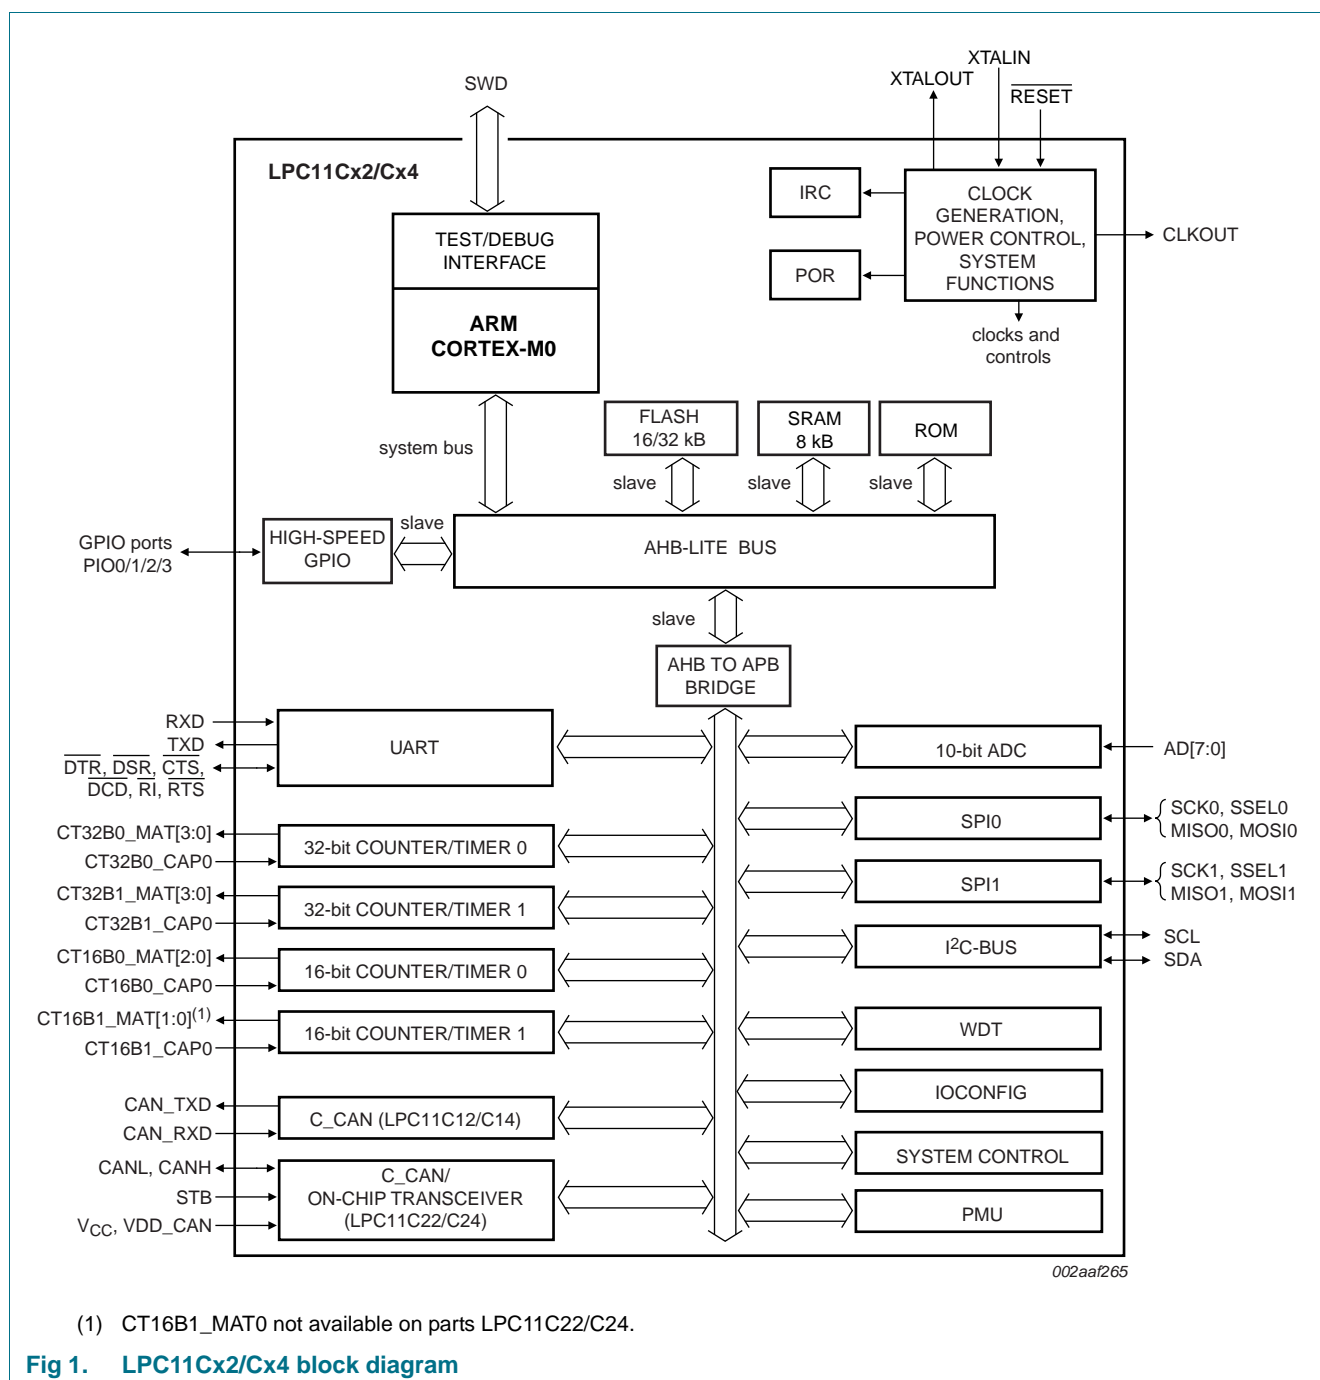 XTALIN
XTALOUT
RESET
SWD
LPC11Cx2/Cx4
IRC
POR
CLOCK
GENERATION,
POWER CONTROL,
SYSTEM
FUNCTIONS
CLKOUT
clocks and
controls
TEST/DEBUG
INTERFACE
ARM
CORTEX-M0
system bus
FLASH
16/32 kB
SRAM
8 kB
ROM
slave
slave
slave
GPIO ports
PIO0/1/2/3
HIGH-SPEED
GPIO
slave
AHB-LITE BUS
slave
AHB TO APB
BRIDGE
RXD
TXD
DTR, DSR, CTS,
DCD, RI, RTS
UART
10-bit ADC
AD[7:0]
CT32B0_MAT[3:0]
CT32B0_CAP0
32-bit COUNTER/TIMER 0
SPI0
SCK0, SSEL0
MISO0, MOSI0
CT32B1_MAT[3:0]
CT32B1_CAP0
32-bit COUNTER/TIMER 1
SPI1
SCK1, SSEL1
MISO1, MOSI1
CT16B0_MAT[2:0]
CT16B0_CAP0
16-bit COUNTER/TIMER 0
I2C-BUS
SCL
SDA
CT16B1_MAT[1:0](1)
CT16B1_CAP0
16-bit COUNTER/TIMER 1
WDT
IOCONFIG
CAN_TXD
CAN_RXD
C_CAN (LPC11C12/C14)
SYSTEM CONTROL
CANL, CANH
STB
VCC, VDD_CAN
C_CAN/
ON-CHIP TRANSCEIVER
(LPC11C22/C24)
PMU
002aaf265
(1) CT16B1_MAT0 not available on parts LPC11C22/C24.
Fig 1. LPC11Cx2/Cx4 block diagram